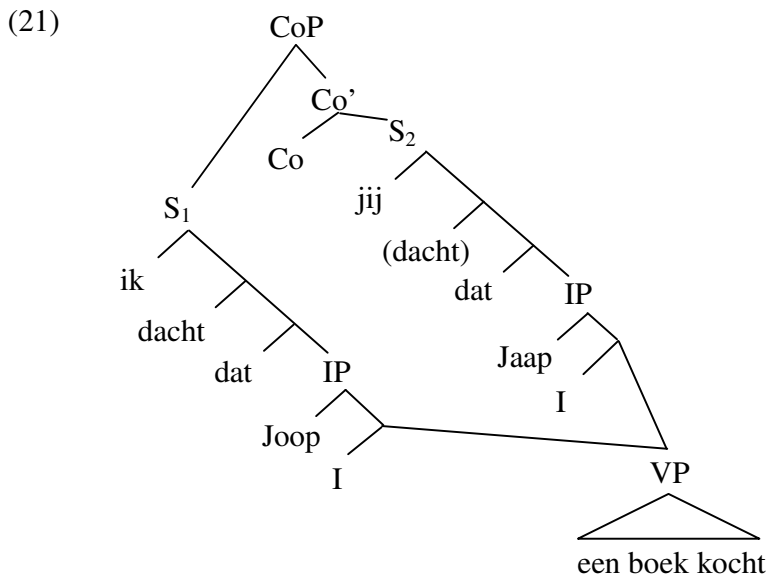 (21)
CoP
Co’
Co
S₂
jij
(dacht)
dat
IP
Jaap
I
S₁
ik
dacht
dat
IP
Joop
I
VP
een boek kocht